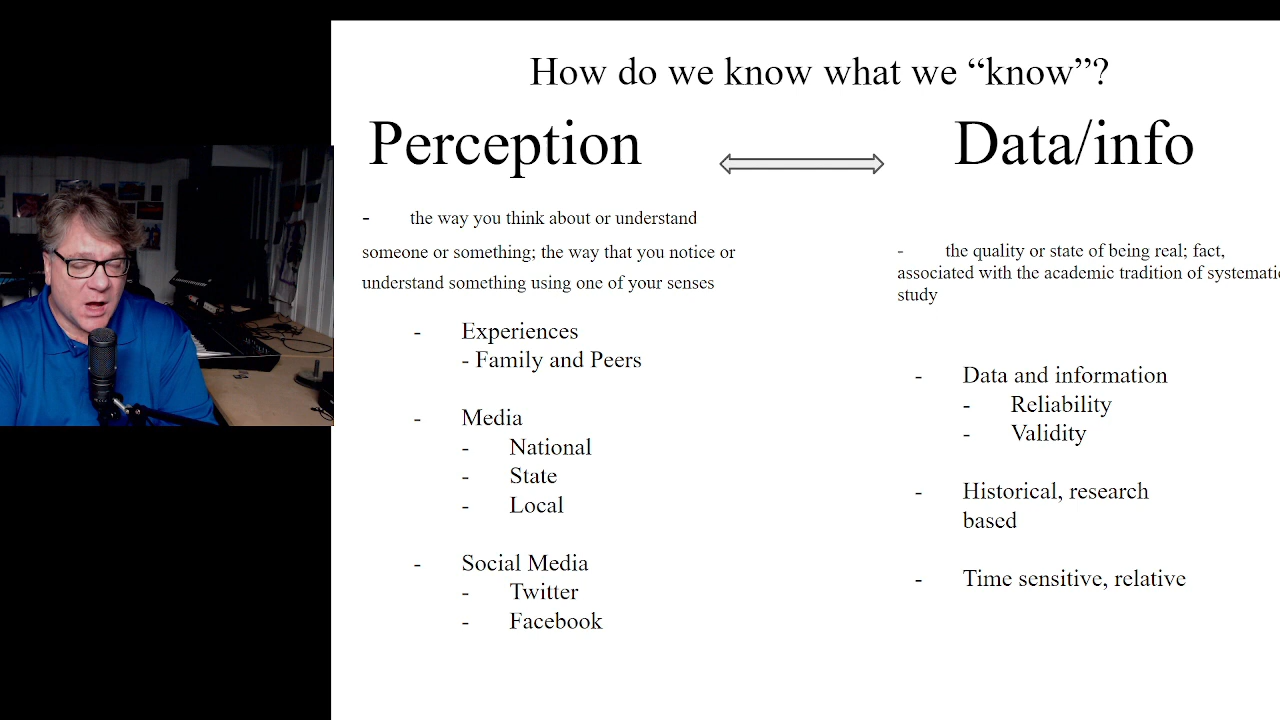 How do we know what we “know”?
Perception
Data/info
- the way you think about or understand
someone or something; the way that you notice or
understand something using one of your senses
- Experiences
- Family and Peers
- Media
- National
- State
- Local
- Social Media
- Twitter
- Facebook
- the quality or state of being real; fact,
associated with the academic tradition of
study
- Data and information
- Reliability
- Validity
- Historical, research
based
- Time sensitive, relative